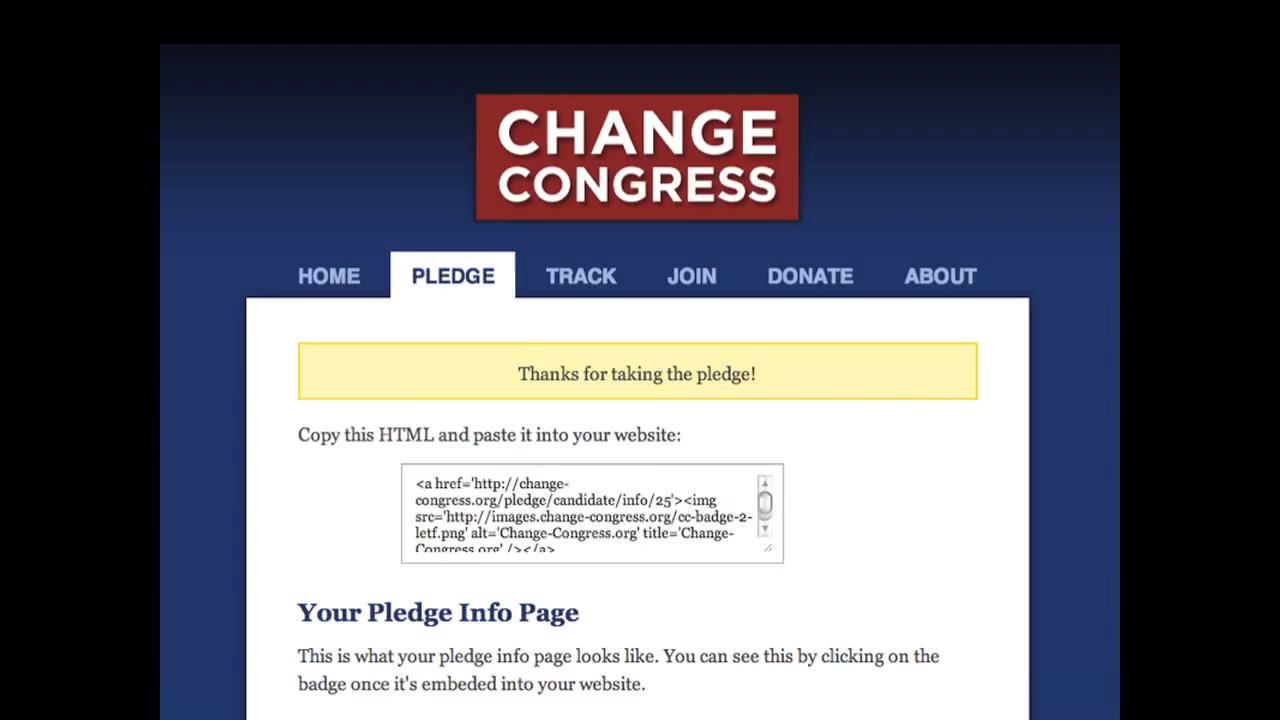 CHANGE
CONGRESS
HOME PLEDGE TRACK JOIN DONATE ABOUT
Thanks for taking the pledge!
Copy this HTML and paste it into your website:
<a href='http://change-
congress.org/pledge/candidate/info/25'><img
src='http://images.change-congress.org/cc-badge-2-
letf.png' alt='Change-Congress.org' title='Change-
Congress.org' /></a>
Your Pledge Info Page
This is what your pledge info page looks like. You can see this by clicking on the
badge once it's embeded into your website.